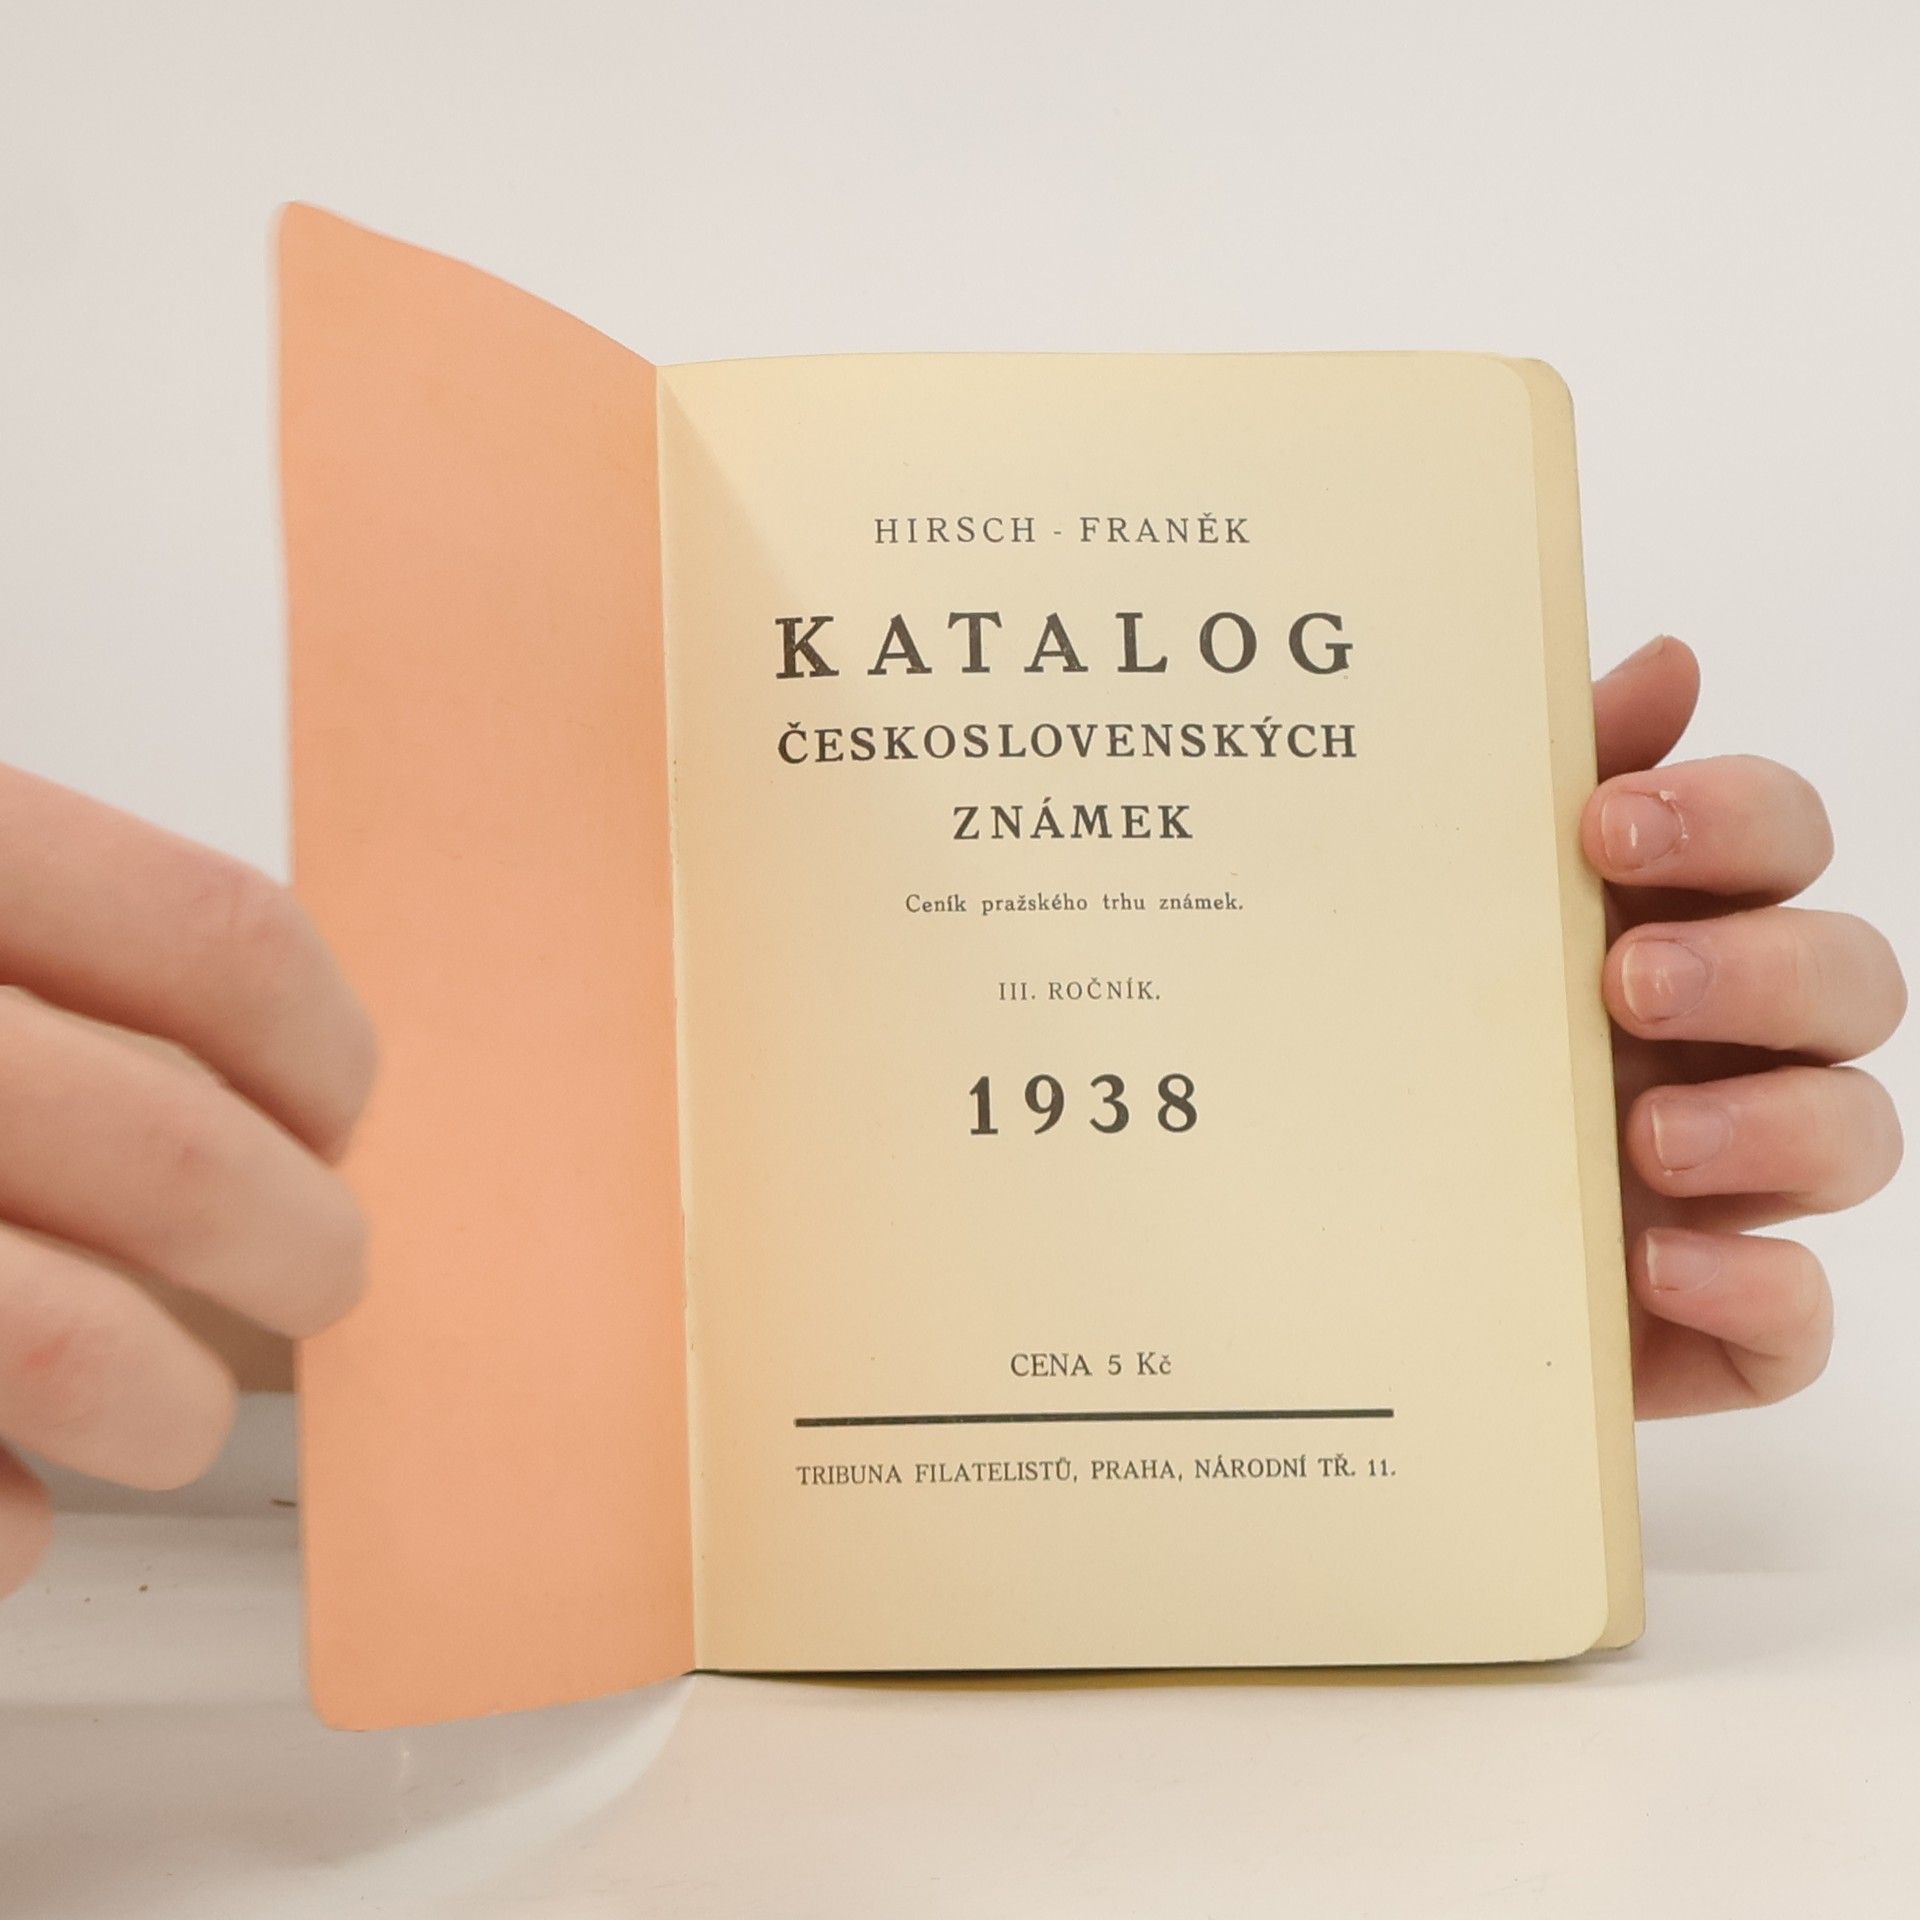 HIRSCH - FRANĚK
KATALOG
ČESKOSLOVENSKÝCH
ZNÁMEK
Ceník pražského trhu známek.
III. ROČNÍK.
1938
CENA 5 Kč
TRIBUNA FILATELISTŮ, PRAHA, NÁRODNÍ TŘ. 11.